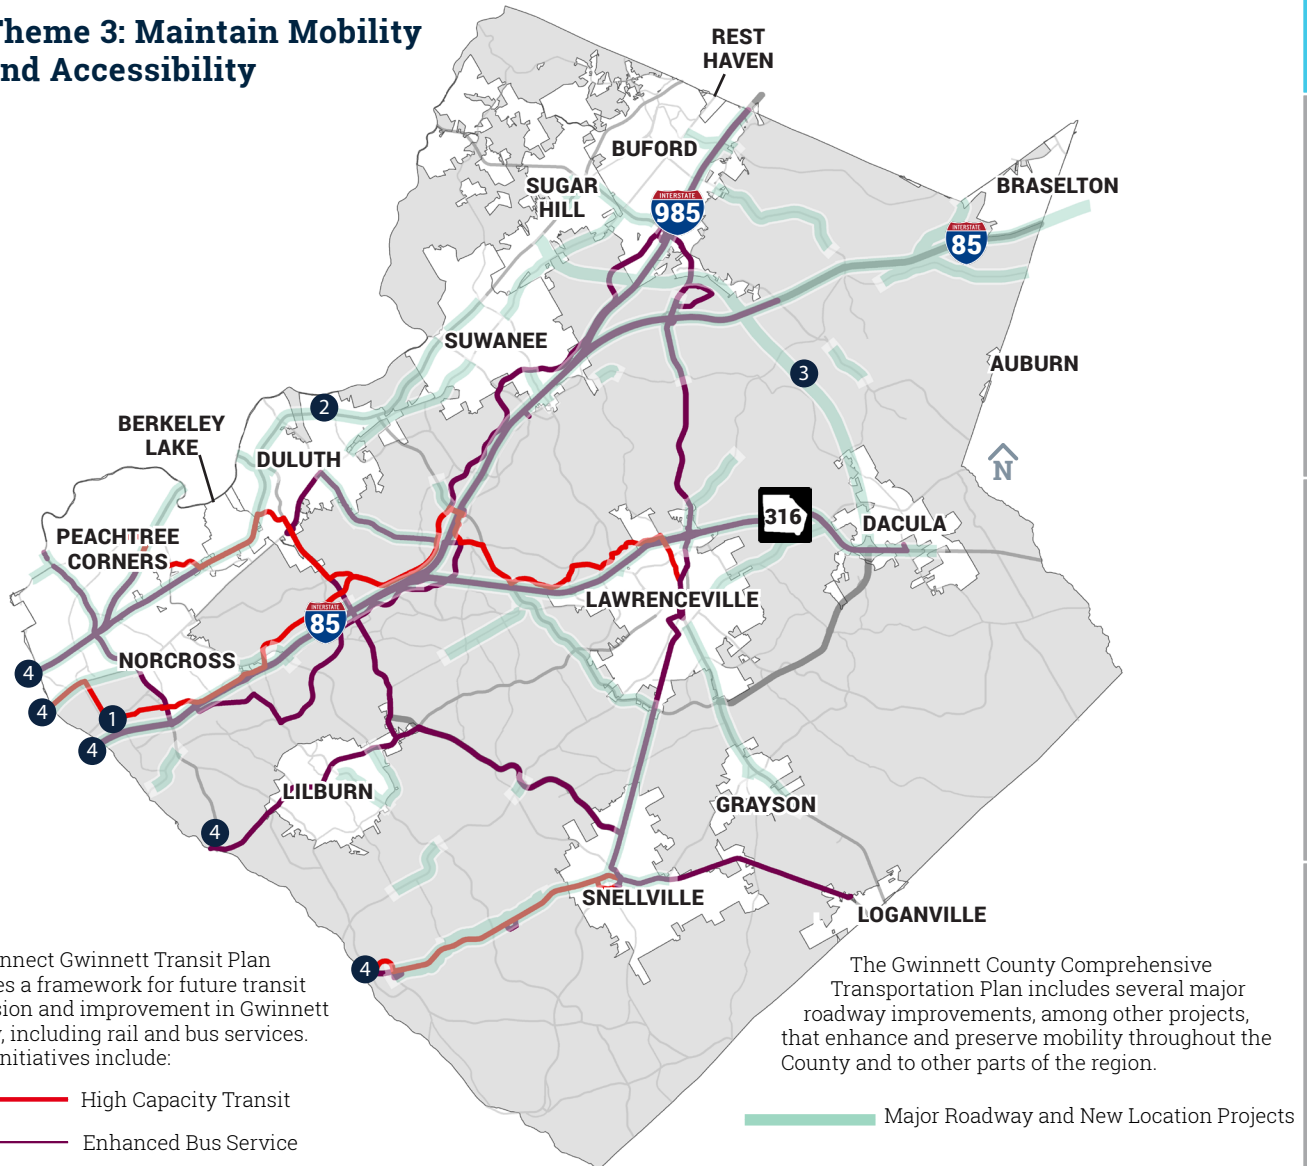 heme 3: Maintain Mobility
nd Accessibility
REST
HAVEN
BUFORD
SUGAR
HILL
INTERSTATE
985
BRASELTON
INTERSTATE
85
SUWANEE
AUBURN
3
2
BERKELEY
LAKE
DULUTH
N
316
DACULA
PEACHTREE
CORNERS
LAWRENCEVILLE
INTERSTATE
85
NORCROSS
4
4
1
4
LILBURN
GRAYSON
4
SNELLVILLE
LOGANVILLE
4
nnect Gwinnett Transit Plan
es a framework for future transit
sion and improvement in Gwinnett
, including rail and bus services.
nitiatives include:
High Capacity Transit
Enhanced Bus Service
The Gwinnett County Comprehensive
Transportation Plan includes several major
roadway improvements, among other projects,
that enhance and preserve mobility throughout the
County and to other parts of the region.
Major Roadway and New Location Projects